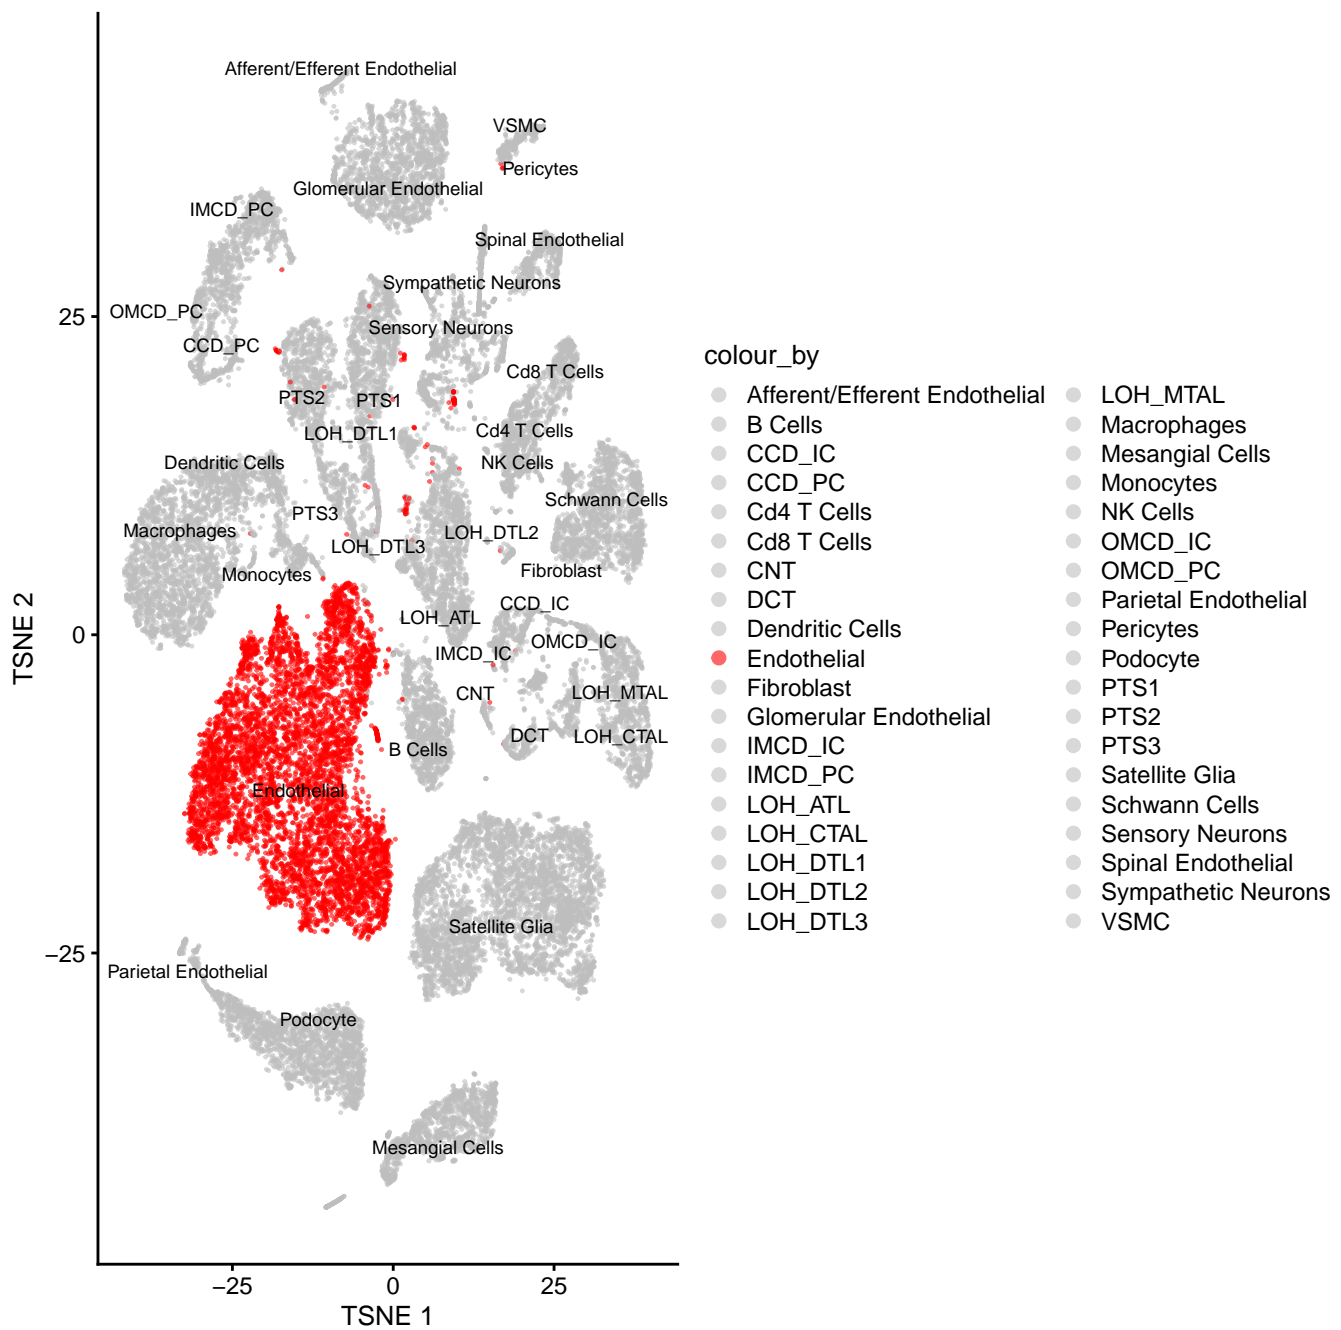 Afferent/Efferent Endothelial
VSMC
Pericytes
Glomerular Endothelial
IMCD_PC
Spinal Endothelial
Sympathetic Neurons
OMCD_PC
Sensory Neurons
CCD_PC
Cd8 T Cells
PTS2
PTS1
LOH_DTL1
Cd4 T Cells
Dendritic Cells
NK Cells
Schwann Cells
PTS3
Macrophages
LOH_DTL2
LOH_DTL3
Monocytes
Fibroblast
CCD_IC
LOH_ATL
OMCD_IC
IMCD_IC
CNT
LOH_MTAL
DCT
LOH_CTAL
B Cells
Endothelial
Satellite Glia
Parietal Endothelial
Podocyte
Mesangial Cells
25
0
−25
TSNE 2
−25
0
25
TSNE 1
colour_by
Afferent/Efferent Endothelial
B Cells
CCD_IC
CCD_PC
Cd4 T Cells
Cd8 T Cells
CNT
DCT
Dendritic Cells
Endothelial
Fibroblast
Glomerular Endothelial
IMCD_IC
IMCD_PC
LOH_ATL
LOH_CTAL
LOH_DTL1
LOH_DTL2
LOH_DTL3
LOH_MTAL
Macrophages
Mesangial Cells
Monocytes
NK Cells
OMCD_IC
OMCD_PC
Parietal Endothelial
Pericytes
Podocyte
PTS1
PTS2
PTS3
Satellite Glia
Schwann Cells
Sensory Neurons
Spinal Endothelial
Sympathetic Neurons
VSMC